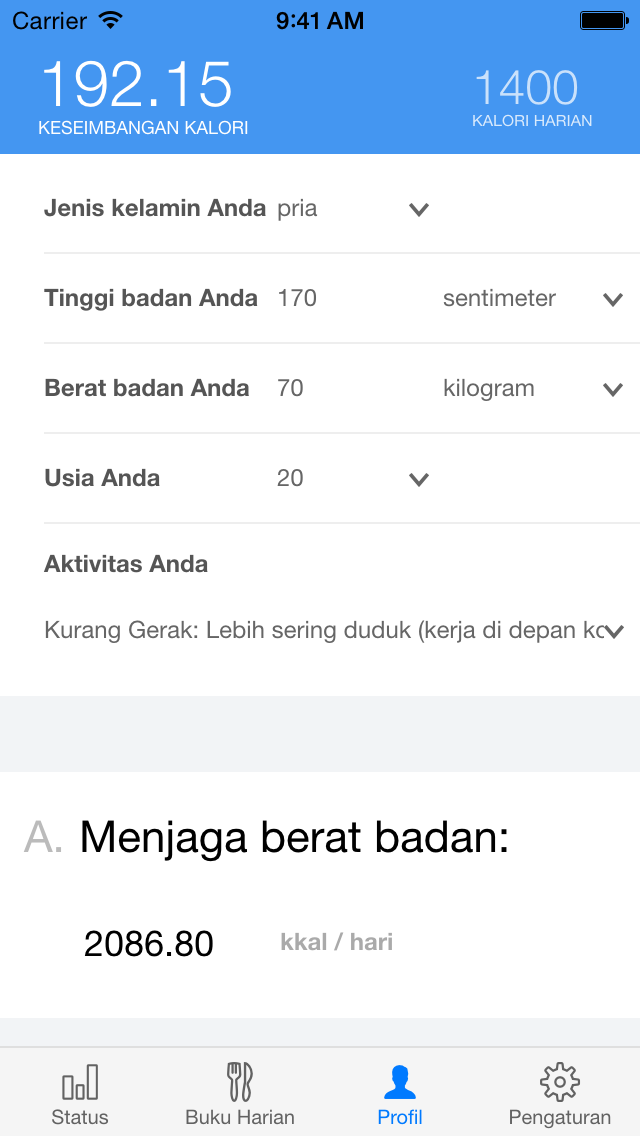 Carrier 9:41 AM
192.15 1400
KESEIMBANGAN KALORI KALORI HARIAN
Jenis kelamin Anda pria
Tinggi badan Anda 170 sentimeter
Berat badan Anda 70 kilogram
Usia Anda 20
Aktivitas Anda
Kurang Gerak: Lebih sering duduk (kerja di depan ko
A. Menjaga berat badan:
2086.80 kkal / hari
Status Buku Harian Profil Pengaturan